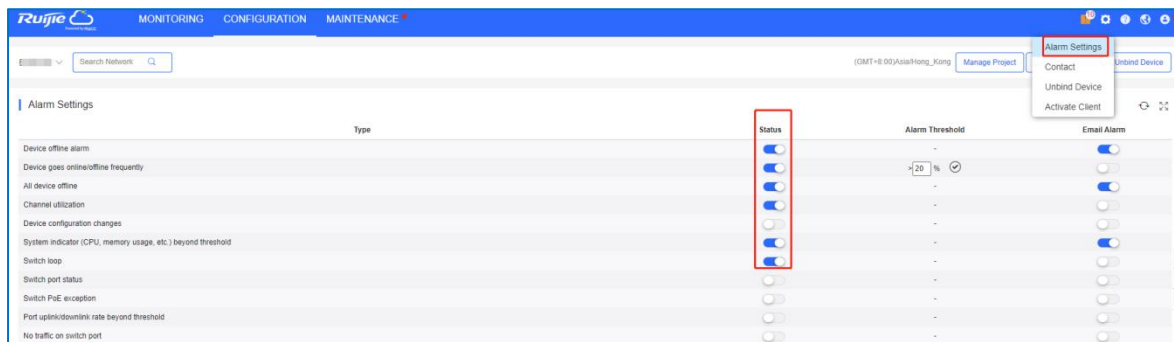 Ruijie MONITORING CONFIGURATION MAINTENANCE 10
Alarm Settings
Search Network (GMT+8:00)Asia/Hong_Kong Manage Project Contact Unbind Device
Unbind Device
Alarm Settings Activate Client
Type Status Alarm Threshold Email Alarm
Device offline alarm -
Device goes online/offline frequently > 20 %
All device offline -
Channel utilization -
Device configuration changes -
System indicator (CPU, memory usage, etc.) beyond threshold -
Switch loop -
Switch port status -
Switch PoE exception -
Port uplink/downlink rate beyond threshold -
No traffic on switch port -